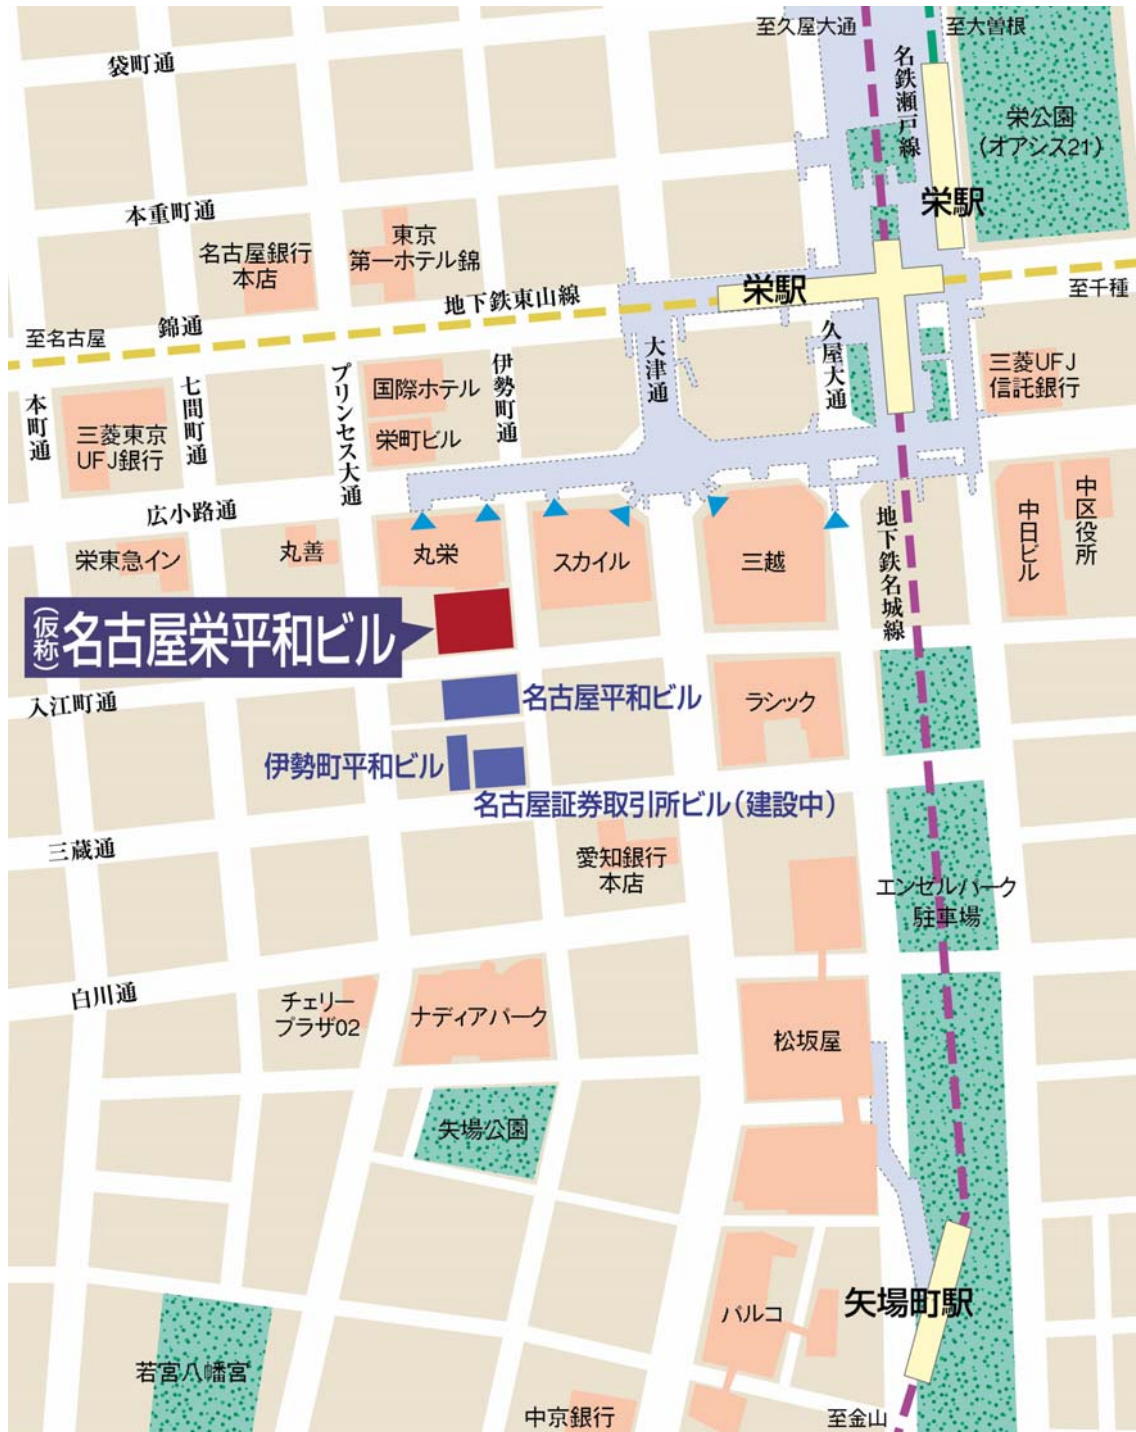 至久屋大通
至大曽根
袋町通
名鉄瀬戸線
栄公園
(オアシス21)
本重町通
名古屋銀行
本店
東京
第一ホテル錦
栄駅
栄駅
地下鉄東山線
至千種
至名古屋
錦通
本町通
七間町通
プリンセス大通
伊勢町通
大津通
久屋大通
国際ホテル
栄町ビル
三菱UFJ
信託銀行
三菱東京
UFJ銀行
広小路通
栄東急イン
丸善
丸栄
スカイル
三越
地下鉄名城線
中日ビル
中区役所
(仮称)名古屋栄平和ビル
入江町通
名古屋平和ビル
ラシック
伊勢町平和ビル
名古屋証券取引所ビル(建設中)
三蔵通
愛知銀行
本店
エンゼルパーク
駐車場
白川通
チェリー
プラザ02
ナディアパーク
松坂屋
矢場公園
矢場町駅
パルコ
若宮八幡宮
中京銀行
至金山